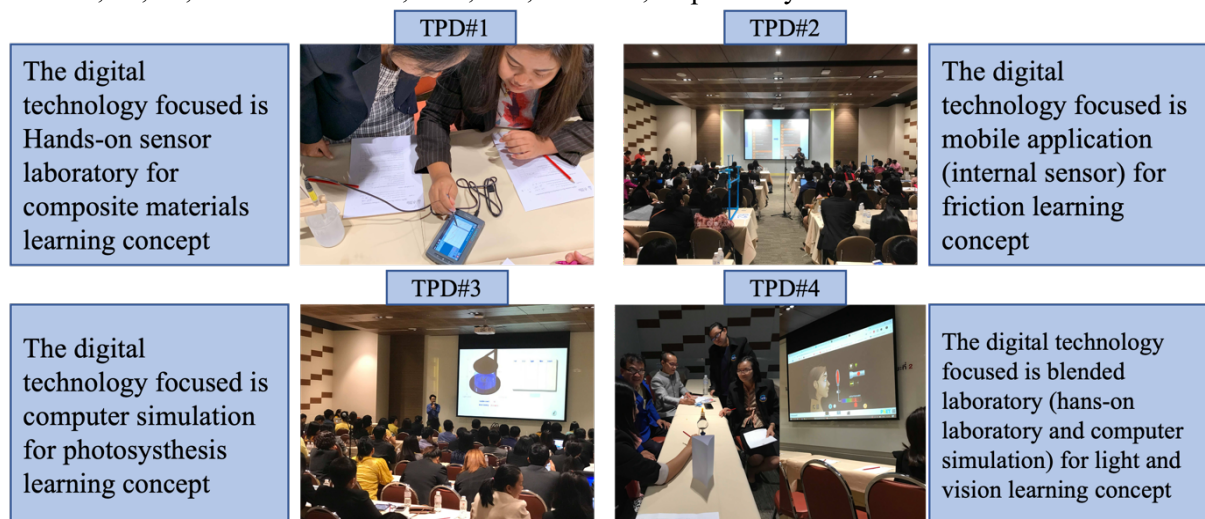 TPD#1
TPD#2
The digital
technology focused is
Hands-on sensor
laboratory for
composite materials
learning concept
The digital
technology focused is
mobile application
(internal sensor) for
friction learning
concept
TPD#3
TPD#4
The digital
technology focused is
computer simulation
for photosysthesis
learning concept
The digital technology
focused is blended
laboratory (hans-on
laboratory and computer
simulation) for light and
vision learning concept